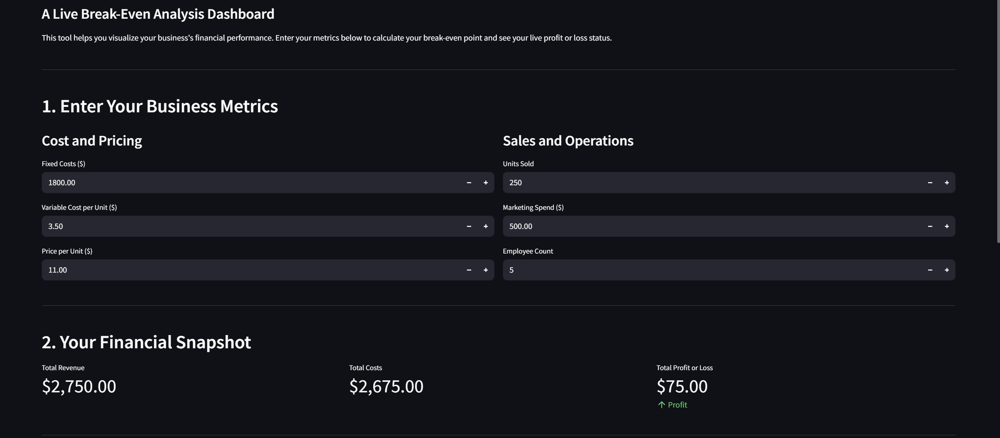 A Live Break-Even Analysis Dashboard
This tool helps you visualize your business's financial performance. Enter your metrics below to calculate your break-even point and see your live profit or loss status.
1. Enter Your Business Metrics
Cost and Pricing
Fixed Costs ($)
1800.00
Variable Cost per Unit ($)
3.50
Price per Unit ($)
11.00
Sales and Operations
Units Sold
250
Marketing Spend ($)
500.00
Employee Count
5
2. Your Financial Snapshot
Total Revenue
$2,750.00
Total Costs
$2,675.00
Total Profit or Loss
$75.00
↑ Profit